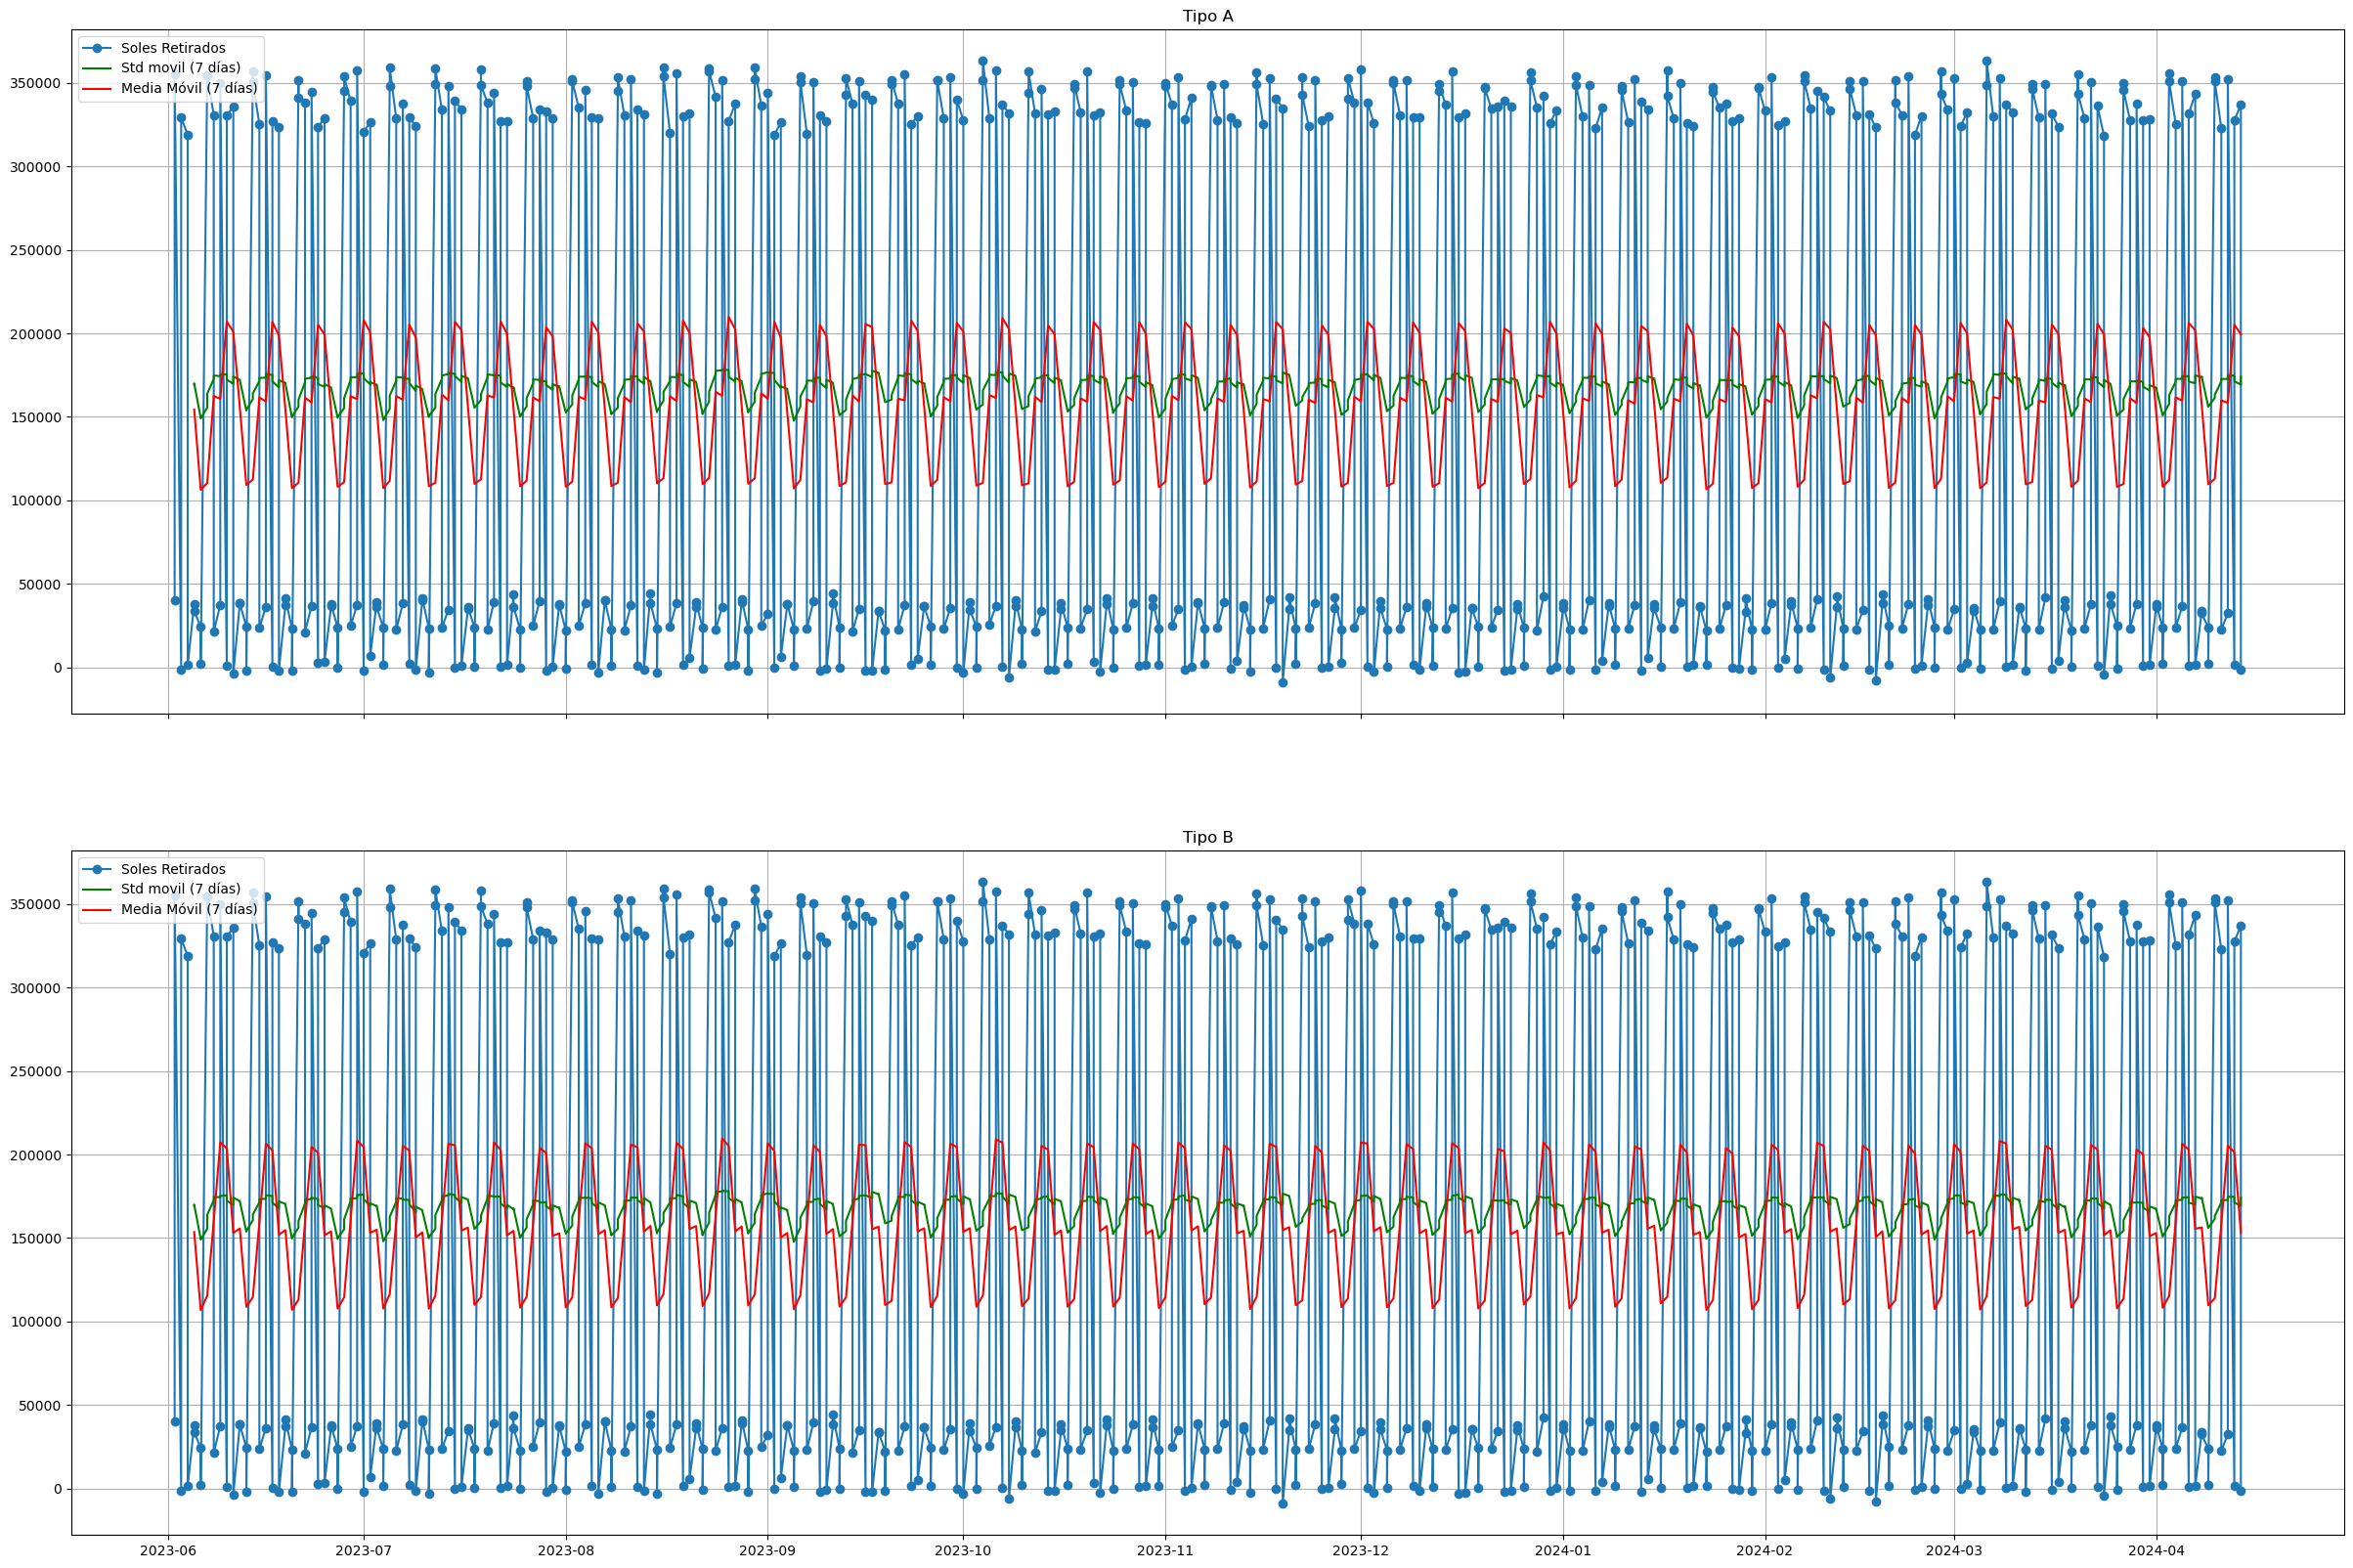 Tipo A
Soles Retirados
Std movil (7 días)
Media Móvil (7 días)
350000
300000
250000
200000
150000
100000
50000
0
Tipo B
Soles Retirados
Std movil (7 días)
Media Móvil (7 días)
350000
300000
250000
200000
150000
100000
50000
0
2023-06 2023-07 2023-08 2023-09 2023-10 2023-11 2023-12 2024-01 2024-02 2024-03 2024-04